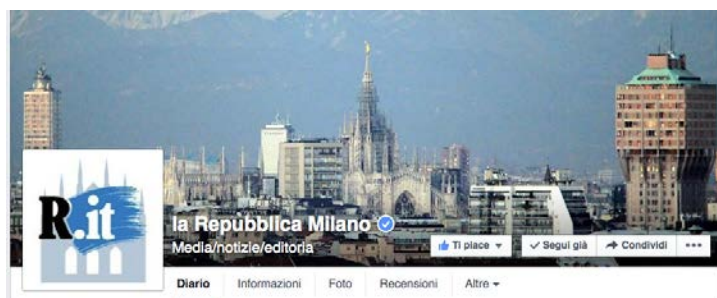 R.it
la Repubblica Milano
Media/notizie/editoria
Ti piace
Segui già
Condividi
Diario Informazioni Foto Recensioni Altre